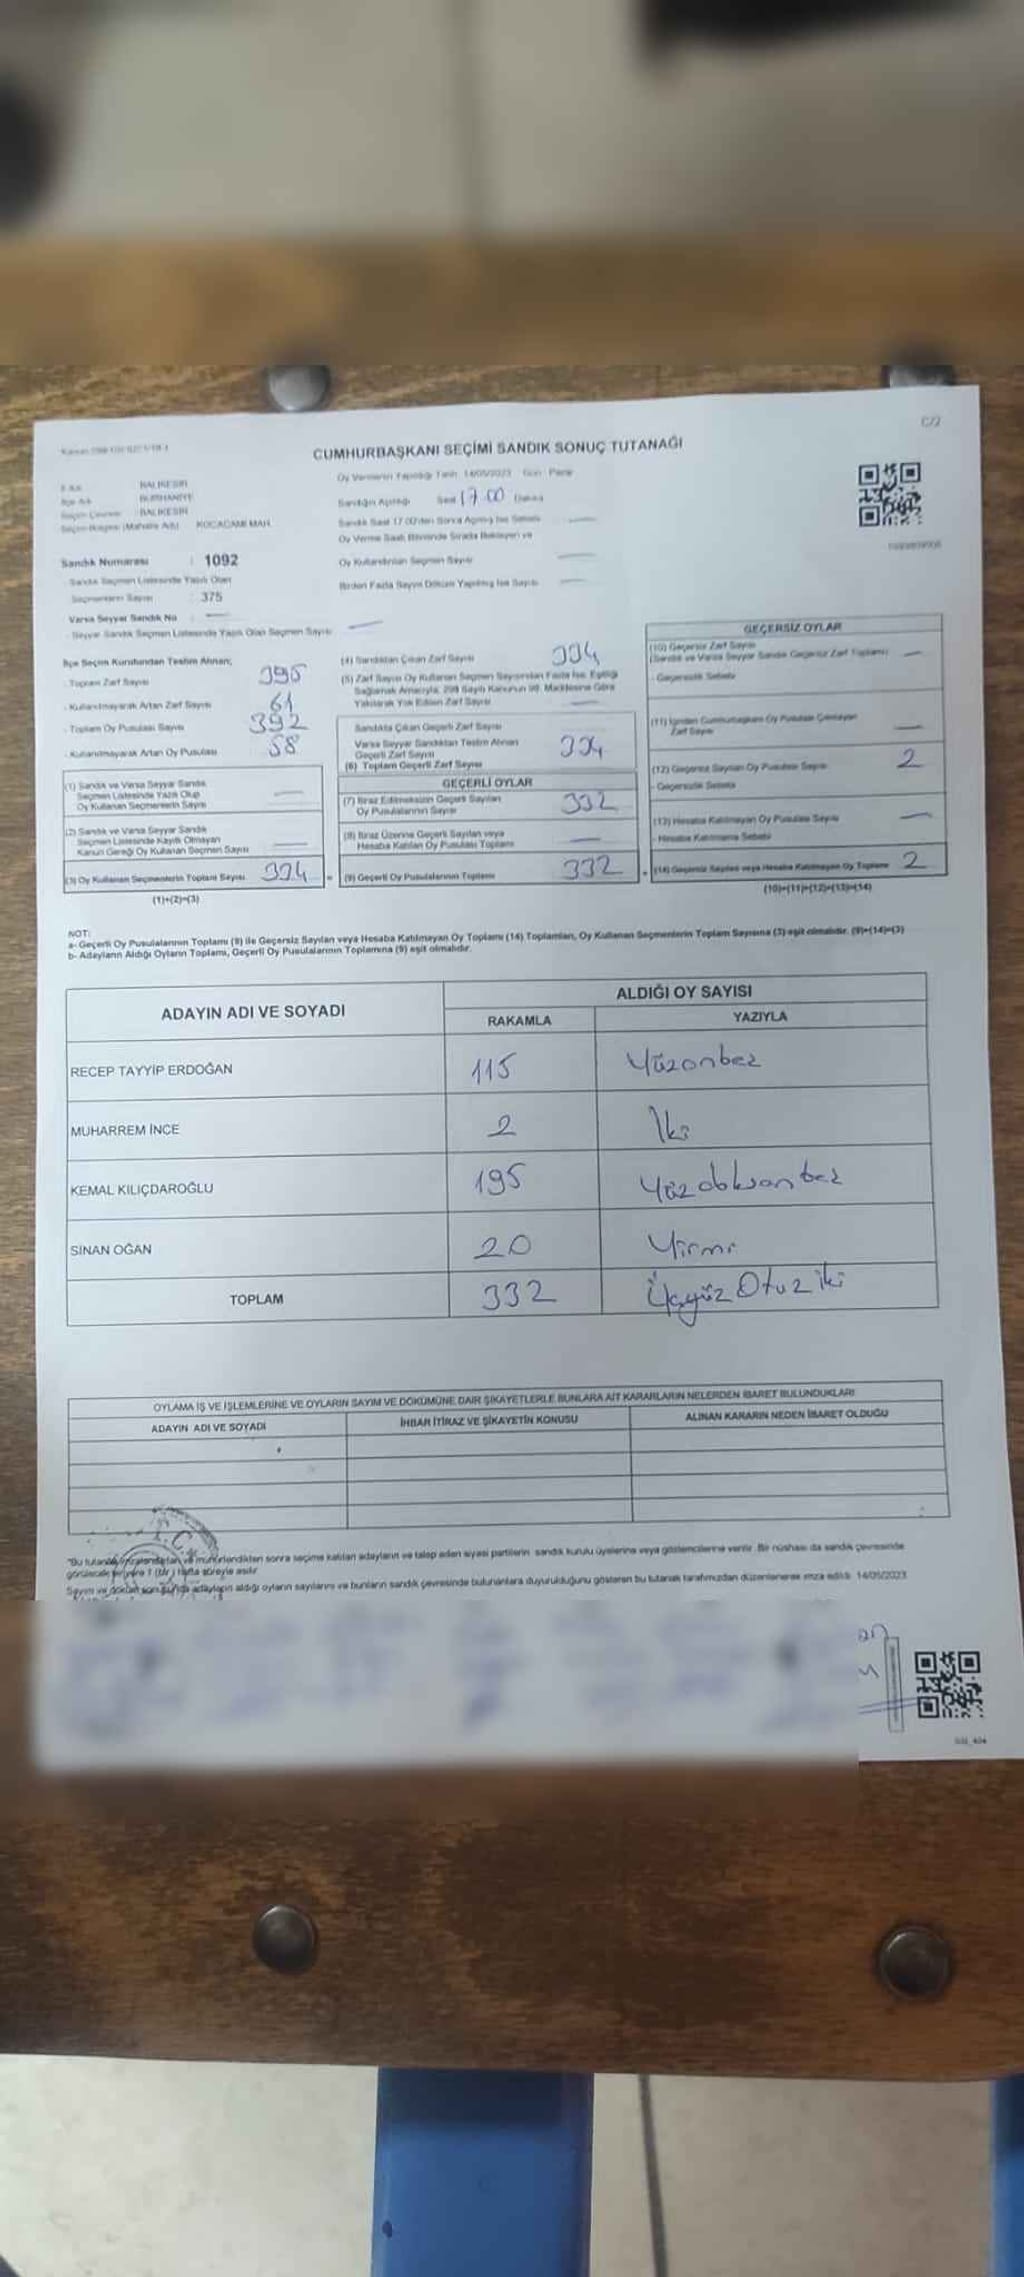 C/2
CUMHURBAŞKANI SEÇİMİ SANDIK SONUÇ TUTANAĞI
Oy Vermenin Yapıldığı Tarih 14/05/2023 Gün : Pazar
BALIKESİR
BURHANİYE
BALIKESİR
Seçim Bölgesi (Mahalle Adı) KOCACAMİ MAH.
Sandığın Açıldığı Saat 17 00 Dakika
Sandık Saat 17.00'den Sonra Açılmış İse Sebebi
Oy Verme Saati Bitiminde Sırada Bekleyen ve
Oy Kullandırılan Seçmen Sayısı
Birden Fazla Sayım Döküm Yapılmış İse Sayısı
Sandık Numarası : 1092
- Sandık Seçmen Listesinde Yazılı Olan
Seçmenlerin Sayısı : 375
Varsa Seyyar Sandık No :
- Seyyar Sandık Seçmen Listesinde Yazılı Olan Seçmen Sayısı
İlçe Seçim Kurulundan Teslim Alınan;
- Toplam Zarf Sayısı 395
- Kullanılmayarak Artan Zarf Sayısı 61
- Toplam Oy Pusulası Sayısı 392
- Kullanılmayarak Artan Oy Pusulası 58
(1) Sandık ve Varsa Seyyar Sandık
Seçmen Listesinde Yazılı Olup
Oy Kullanan Seçmenlerin Sayısı
(2) Sandık ve Varsa Seyyar Sandık
Seçmen Listesinde Kayıtlı Olmayan
Kanun Gereği Oy Kullanan Seçmen Sayısı
(3) Oy Kullanan Seçmenlerin Toplam Sayısı 334
(1)+(2)=(3)
(4) Sandıktan Çıkan Zarf Sayısı 334
(5) Zarf Sayısı Oy Kullanan Seçmen Sayısından Fazla İse, Eşitliği
Sağlamak Amacıyla, 298 Sayılı Kanunun 98. Maddesine Göre
Yakılarak Yok Edilen Zarf Sayısı
Sandıkta Çıkan Geçerli Zarf Sayısı
Varsa Seyyar Sandıktan Teslim Alınan
Geçerli Zarf Sayısı
(6) Toplam Geçerli Zarf Sayısı 334
GEÇERLİ OYLAR
(7) İtiraz Edilmeksizin Geçerli Sayılan
Oy Pusulalarının Sayısı 332
(8) İtiraz Üzerine Geçerli Sayılan veya
Hesaba Katılan Oy Pusulası Toplamı
(9) Geçerli Oy Pusulalarının Toplamı 332
GEÇERSİZ OYLAR
(10) Geçersiz Zarf Sayısı
(Sandık ve Varsa Seyyar Sandık Geçersiz Zarf Toplamı)
- Geçersizlik Sebebi
(11) İçinden Cumhurbaşkanı Oy Pusulası Çıkmayan
Zarf Sayısı
(12) Geçersiz Sayılan Oy Pusulası Sayısı 2
- Geçersizlik Sebebi
(13) Hesaba Katılmayan Oy Pusulası Sayısı
- Hesaba Katılmama Sebebi
(14) Geçersiz Sayılan veya Hesaba Katılmayan Oy Toplamı 2
(10)+(11)+(12)+(13)=(14)
NOT:
a- Geçerli Oy Pusulalarının Toplamı (9) ile Geçersiz Sayılan veya Hesaba Katılmayan Oy Toplamı (14) Toplamları, Oy Kullanan Seçmenlerin Toplam Sayısına (3) eşit olmalıdır. (9)+(14)=(3)
b- Adayların Aldığı Oyların Toplamı, Geçerli Oy Pusulalarının Toplamına (9) eşit olmalıdır.
ADAYIN ADI VE SOYADI
ALDIĞI OY SAYISI
RAKAMLA YAZIYLA
RECEP TAYYİP ERDOĞAN 115 Yüzonbeş
MUHARREM İNCE 2 İki
KEMAL KILIÇDAROĞLU 195 Yüzdoksanbeş
SİNAN OĞAN 20 Yirmi
TOPLAM 332 Üçyüz Otuz iki
OYLAMA İŞ VE İŞLEMLERİNE VE OYLARIN SAYIM VE DÖKÜMÜNE DAİR ŞİKAYETLERLE BUNLARA AİT KARARLARIN NELERDEN İBARET BULUNDUKLARI
ADAYIN ADI VE SOYADI İHBAR İTİRAZ VE ŞİKAYETİN KONUSU ALINAN KARARIN NEDEN İBARET OLDUĞU
T.C.
mühürlendikten sonra seçime katılan adayların ve talep eden siyasi partilerin sandık kurulu üyelerine veya gözlemcilerine verilir. Bir nüshası da sandık çevresinde
görülecek bir yere 1 (bir) hafta süreyle asılır
aldığı oyların sayılarını ve bunların sandık çevresinde bulunanlara duyurulduğunu gösteren bu tutanak tarafımızdan düzenlenerek imza edildi. 14/05/2023